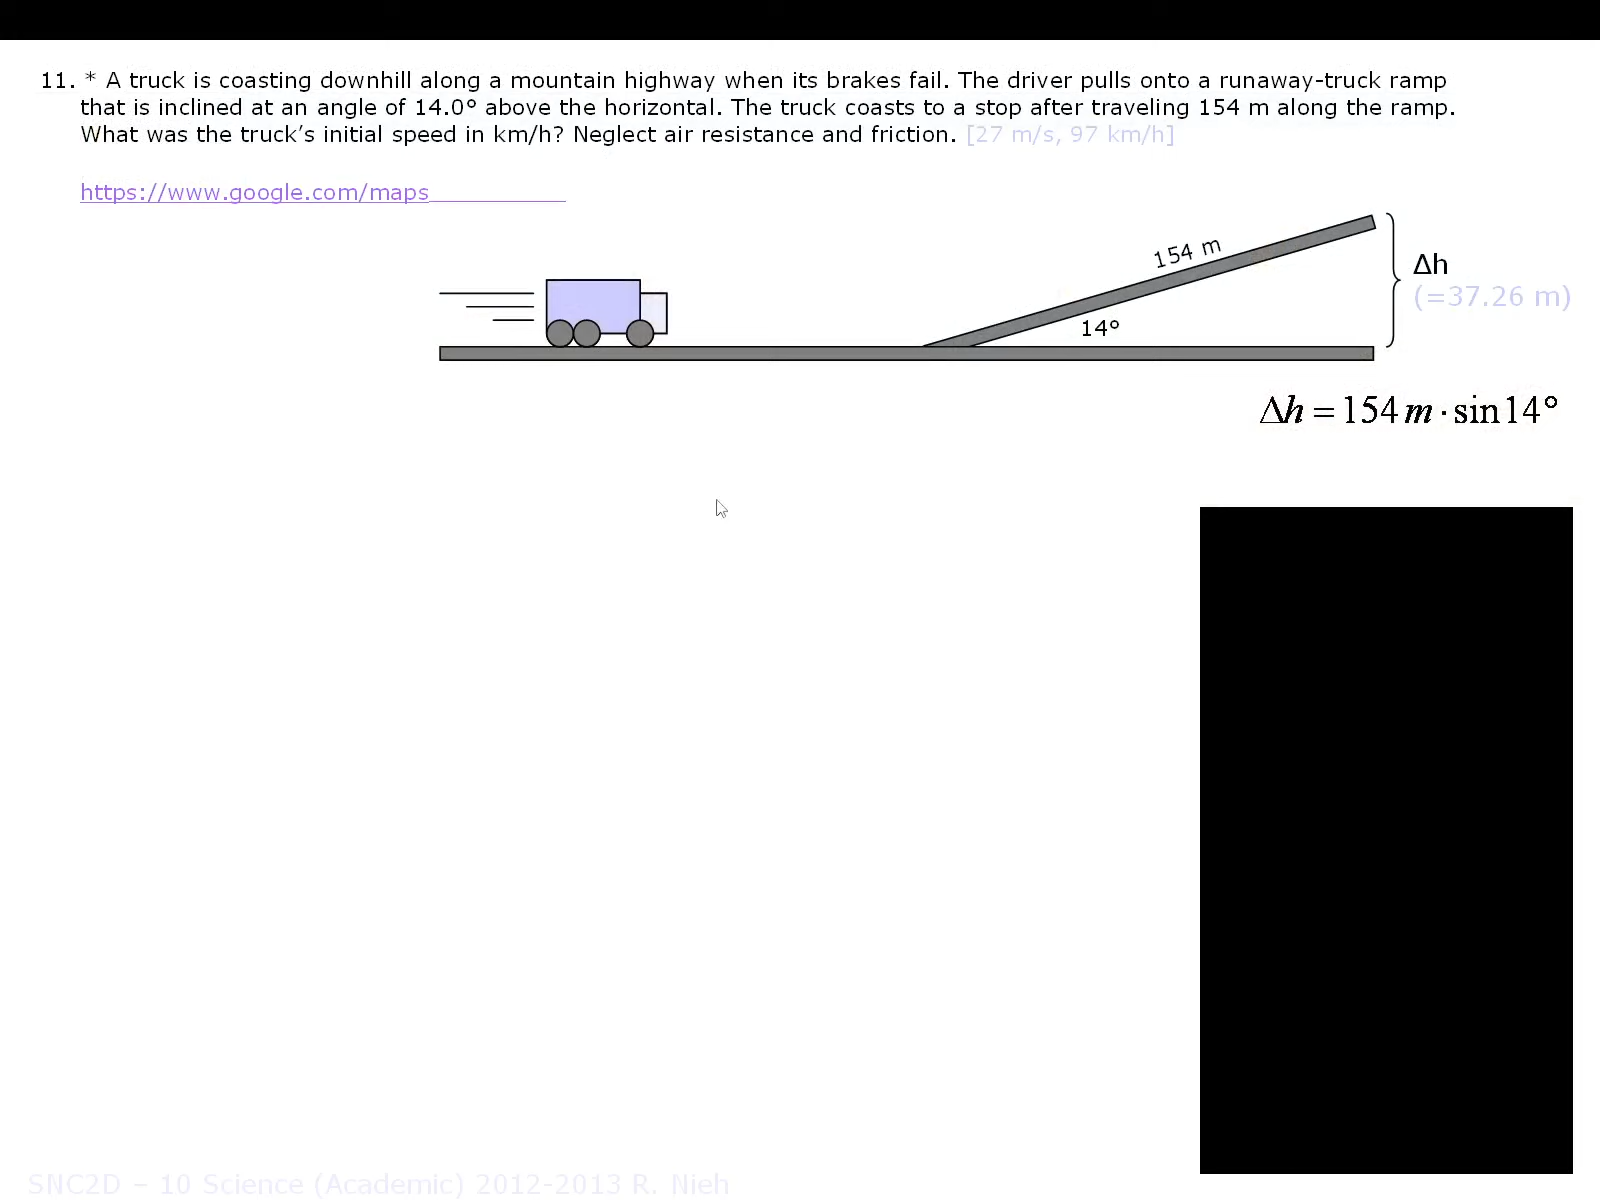 11. * A truck is coasting downhill along a mountain highway when its brakes fail. The driver pulls onto a runaway-truck ramp
that is inclined at an angle of 14.0° above the horizontal. The truck coasts to a stop after traveling 154 m along the ramp.
What was the truck's initial speed in km/h? Neglect air resistance and friction. [27 m/s, 97 km/h]
https://www.google.com/maps
154 m
Δh
(=37.26 m)
14°
Δh = 154 m · sin14°
SNC2D – 10 Science (Academic) 2012-2013 R. Nieh